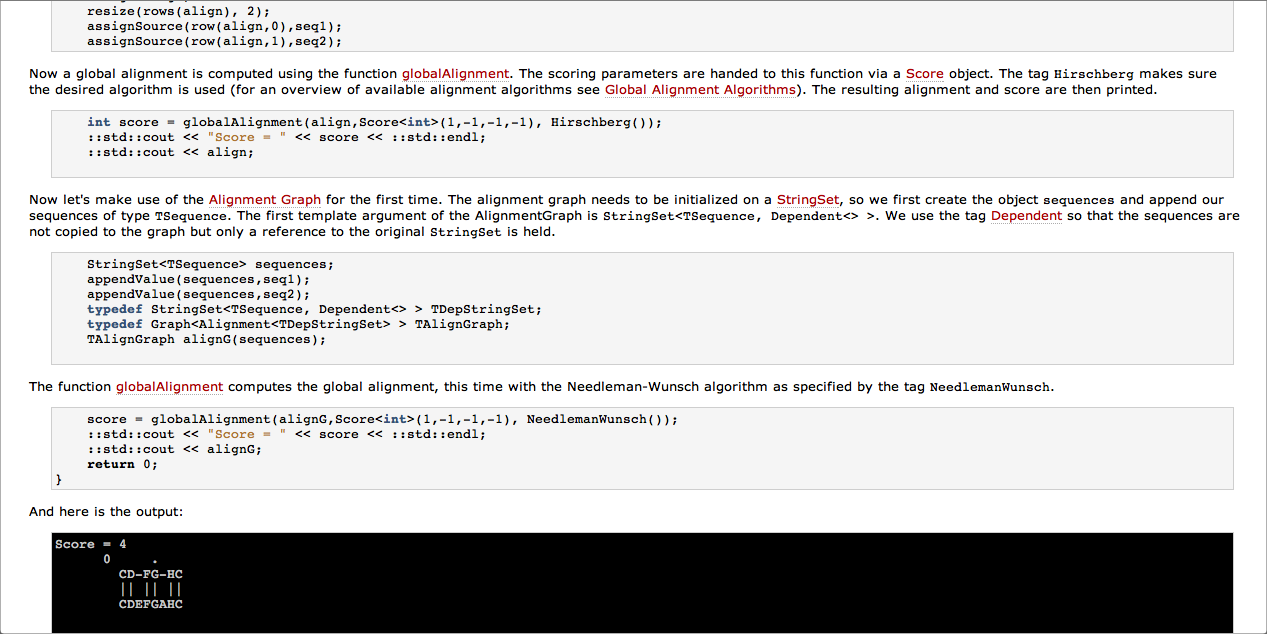 resize(rows(align), 2);
assignSource(row(align,0),seq1);
assignSource(row(align,1),seq2);
Now a global alignment is computed using the function globalAlignment. The scoring parameters are handed to this function via a Score object. The tag Hirschberg makes sure
the desired algorithm is used (for an overview of available alignment algorithms see Global Alignment Algorithms). The resulting alignment and score are then printed.
int score = globalAlignment(align,Score<int>(1,-1,-1,-1), Hirschberg());
::std::cout << "Score = " << score << ::std::endl;
::std::cout << align;
Now let's make use of the Alignment Graph for the first time. The alignment graph needs to be initialized on a StringSet, so we first create the object sequences and append our
sequences of type TSequence. The first template argument of the AlignmentGraph is StringSet<TSequence, Dependent<> >. We use the tag Dependent so that the sequences are
not copied to the graph but only a reference to the original StringSet is held.
StringSet<TSequence> sequences;
appendValue(sequences,seq1);
appendValue(sequences,seq2);
typedef StringSet<TSequence, Dependent<> > TDepStringSet;
typedef Graph<Alignment<TDepStringSet> > TAlignGraph;
TAlignGraph alignG(sequences);
The function globalAlignment computes the global alignment, this time with the Needleman-Wunsch algorithm as specified by the tag NeedlemanWunsch.
score = globalAlignment(alignG,Score<int>(1,-1,-1,-1), NeedlemanWunsch());
::std::cout << "Score = " << score << ::std::endl;
::std::cout << alignG;
return 0;
}
And here is the output:
Score = 4
0 .
CD-FG-HC
|| || ||
CDEFGAHC